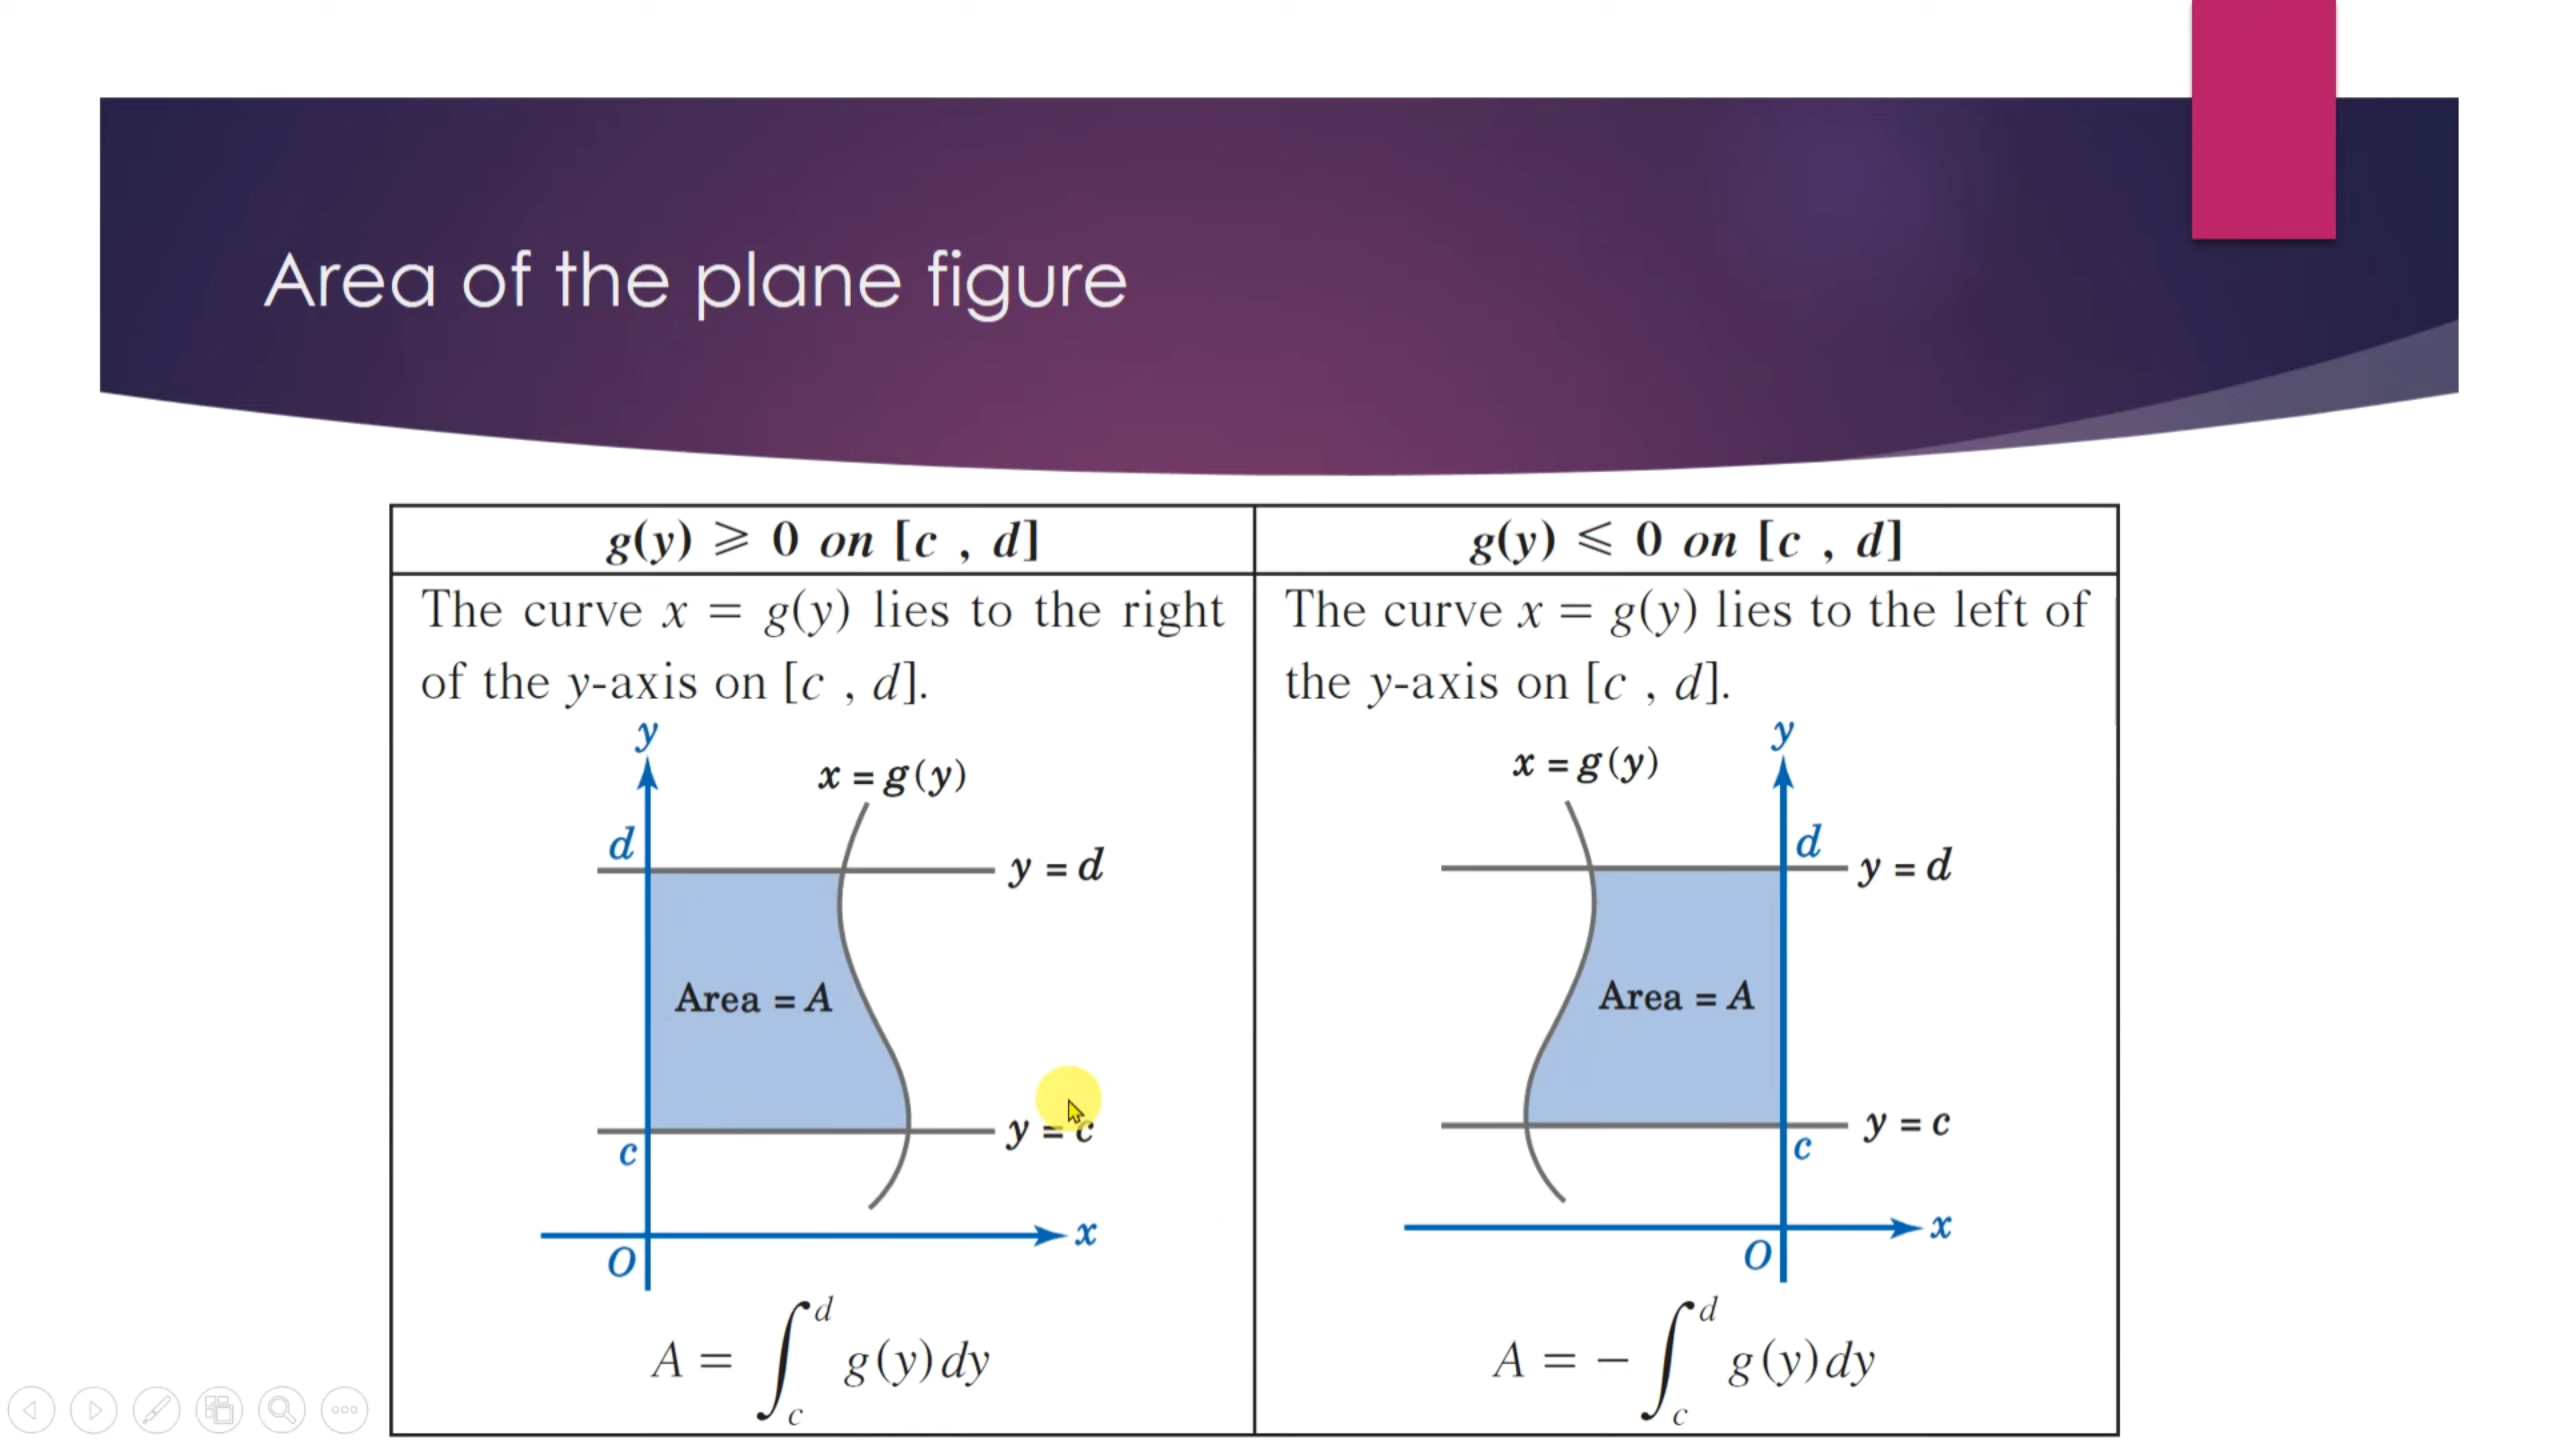 Area of the plane figure
g(y) ⩾ 0 on [c , d]
The curve x = g(y) lies to the right
of the y-axis on [c , d].
y
x = g(y)
d
y = d
Area = A
y = c
c
x
O
A = ∫_c^d g(y) dy
g(y) ⩽ 0 on [c , d]
The curve x = g(y) lies to the left of
the y-axis on [c , d].
y
x = g(y)
d
y = d
Area = A
y = c
c
x
O
A = − ∫_c^d g(y) dy